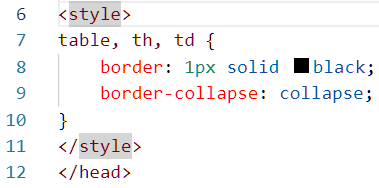 6 <style>
7 table, th, td {
8 border: 1px solid black;
9 border-collapse: collapse;
10 }
11 </style>
12 </head>